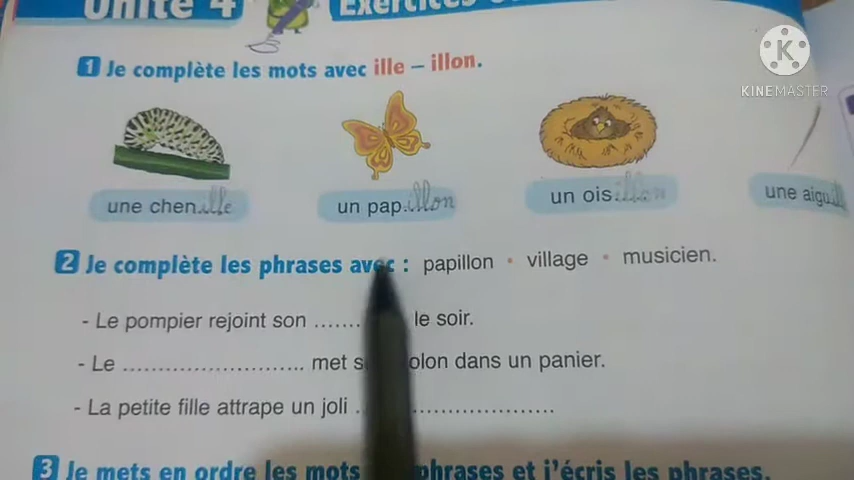 Unité 4 Exercices
K
KINEMASTER
1 Je complète les mots avec ille – illon.
une chenille un papillon un oisillon une aigu
2 Je complète les phrases avec : papillon • village • musicien.
- Le pompier rejoint son ....... le soir.
- Le .......................... met dans un panier.
- La petite fille attrape un joli ........................
3 Je mets en ordre les mots phrases et j'écris les phrases.